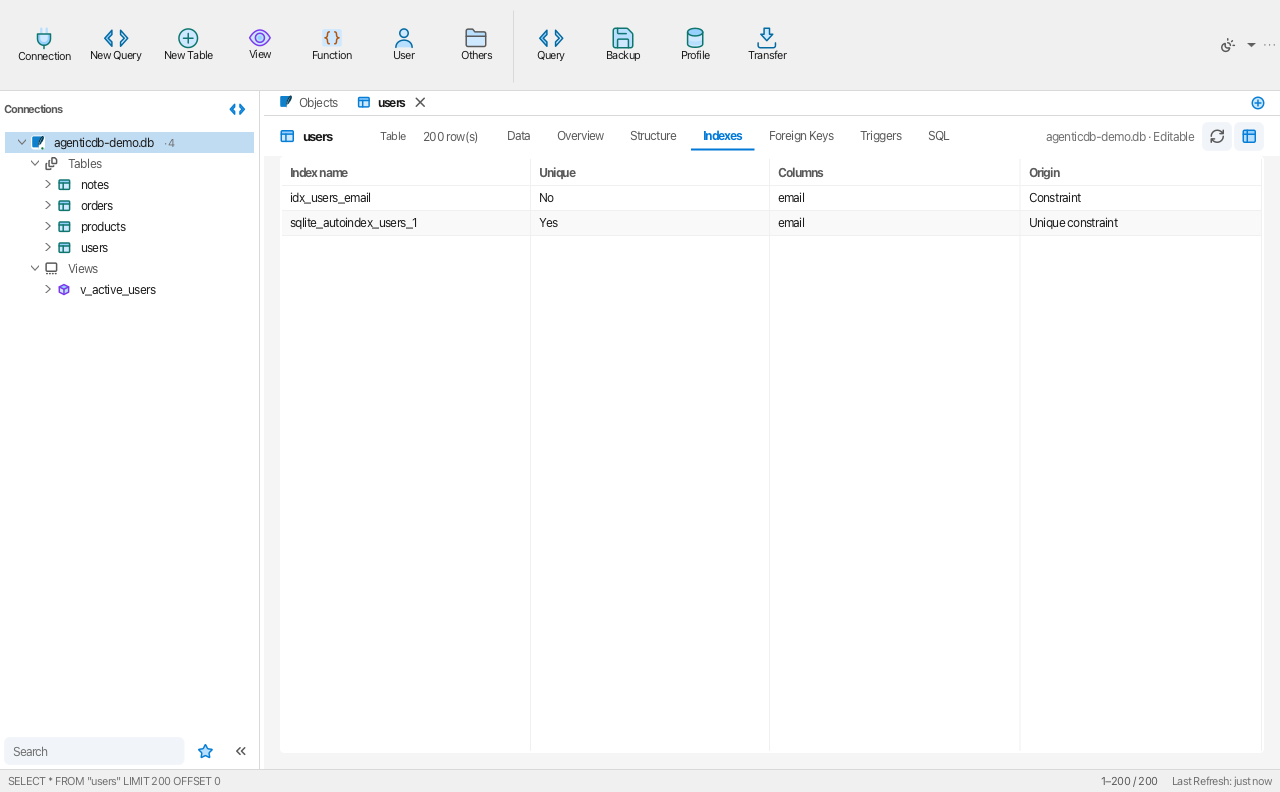 Connection
New Query
New Table
View
Function
User
Others
Query
Backup
Profile
Transfer
Connections
agenticdb-demo.db · 4
Tables
notes
orders
products
users
Views
v_active_users
Search
Objects
users
users Table 200 row(s) Data Overview Structure Indexes Foreign Keys Triggers SQL agenticdb-demo.db · Editable
Index name Unique Columns Origin
idx_users_email No email Constraint
sqlite_autoindex_users_1 Yes email Unique constraint
SELECT * FROM "users" LIMIT 200 OFFSET 0
1–200 / 200
Last Refresh: just now